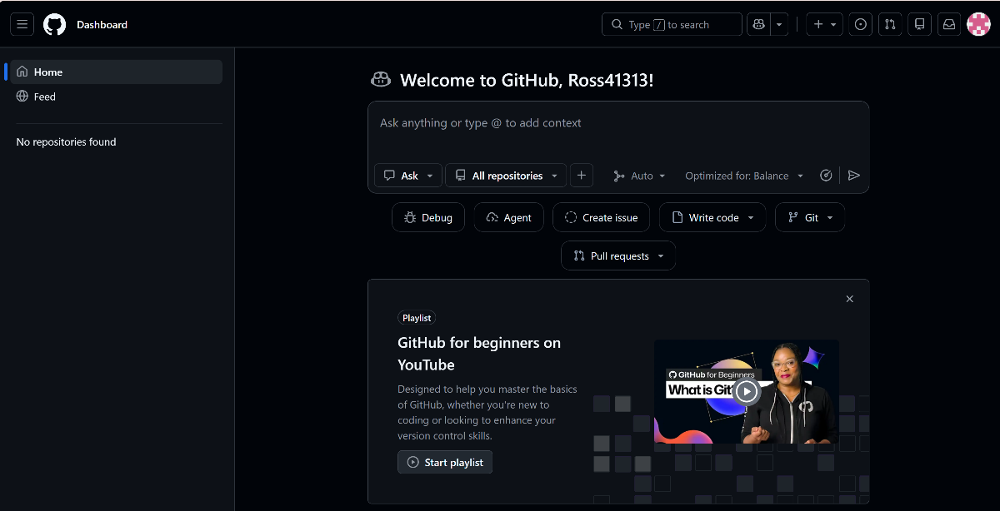 Dashboard
Type / to search
Home
Feed
No repositories found
Welcome to GitHub, Ross41313!
Ask anything or type @ to add context
Ask
All repositories
Auto
Optimized for: Balance
Debug
Agent
Create issue
Write code
Git
Pull requests
Playlist
GitHub for beginners on
YouTube
Designed to help you master the basics
of GitHub, whether you're new to
coding or looking to enhance your
version control skills.
Start playlist
GitHub for Beginners
What is Git